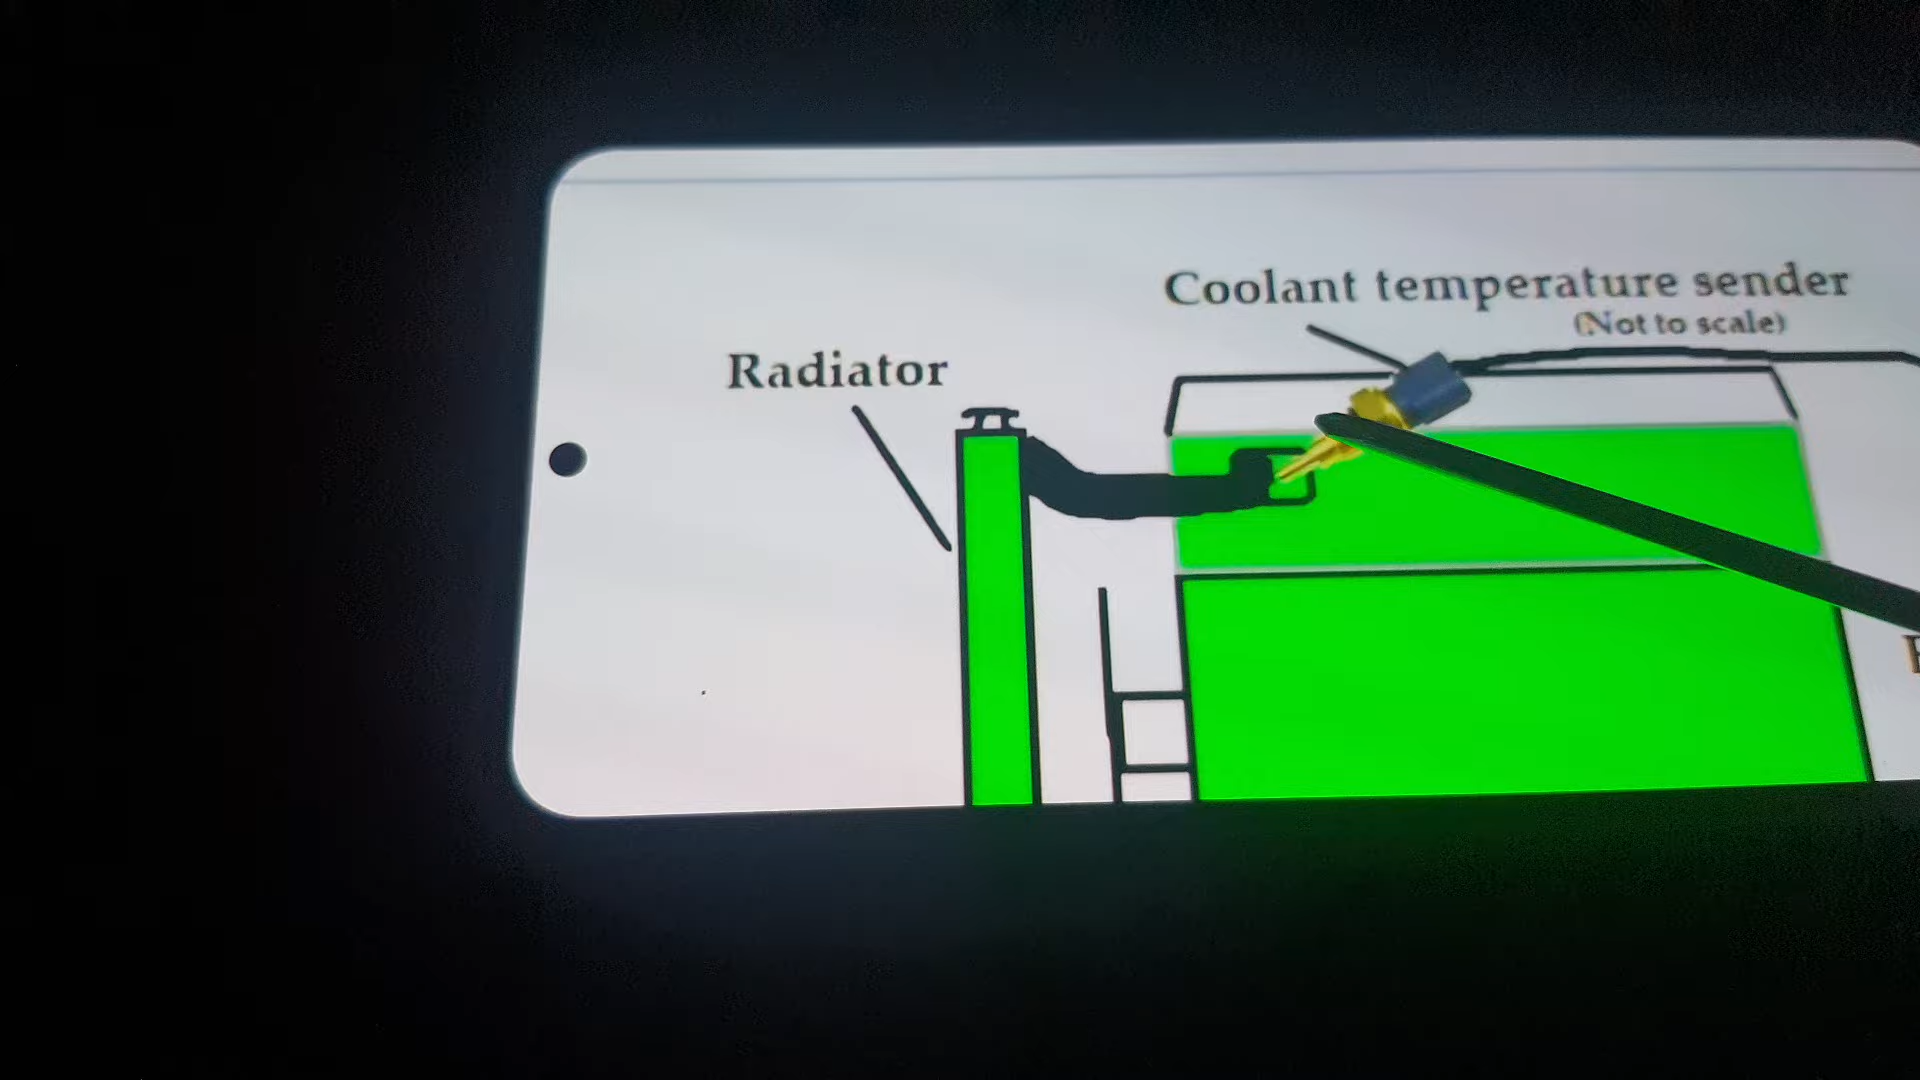 Coolant temperature sender
(Not to scale)
Radiator